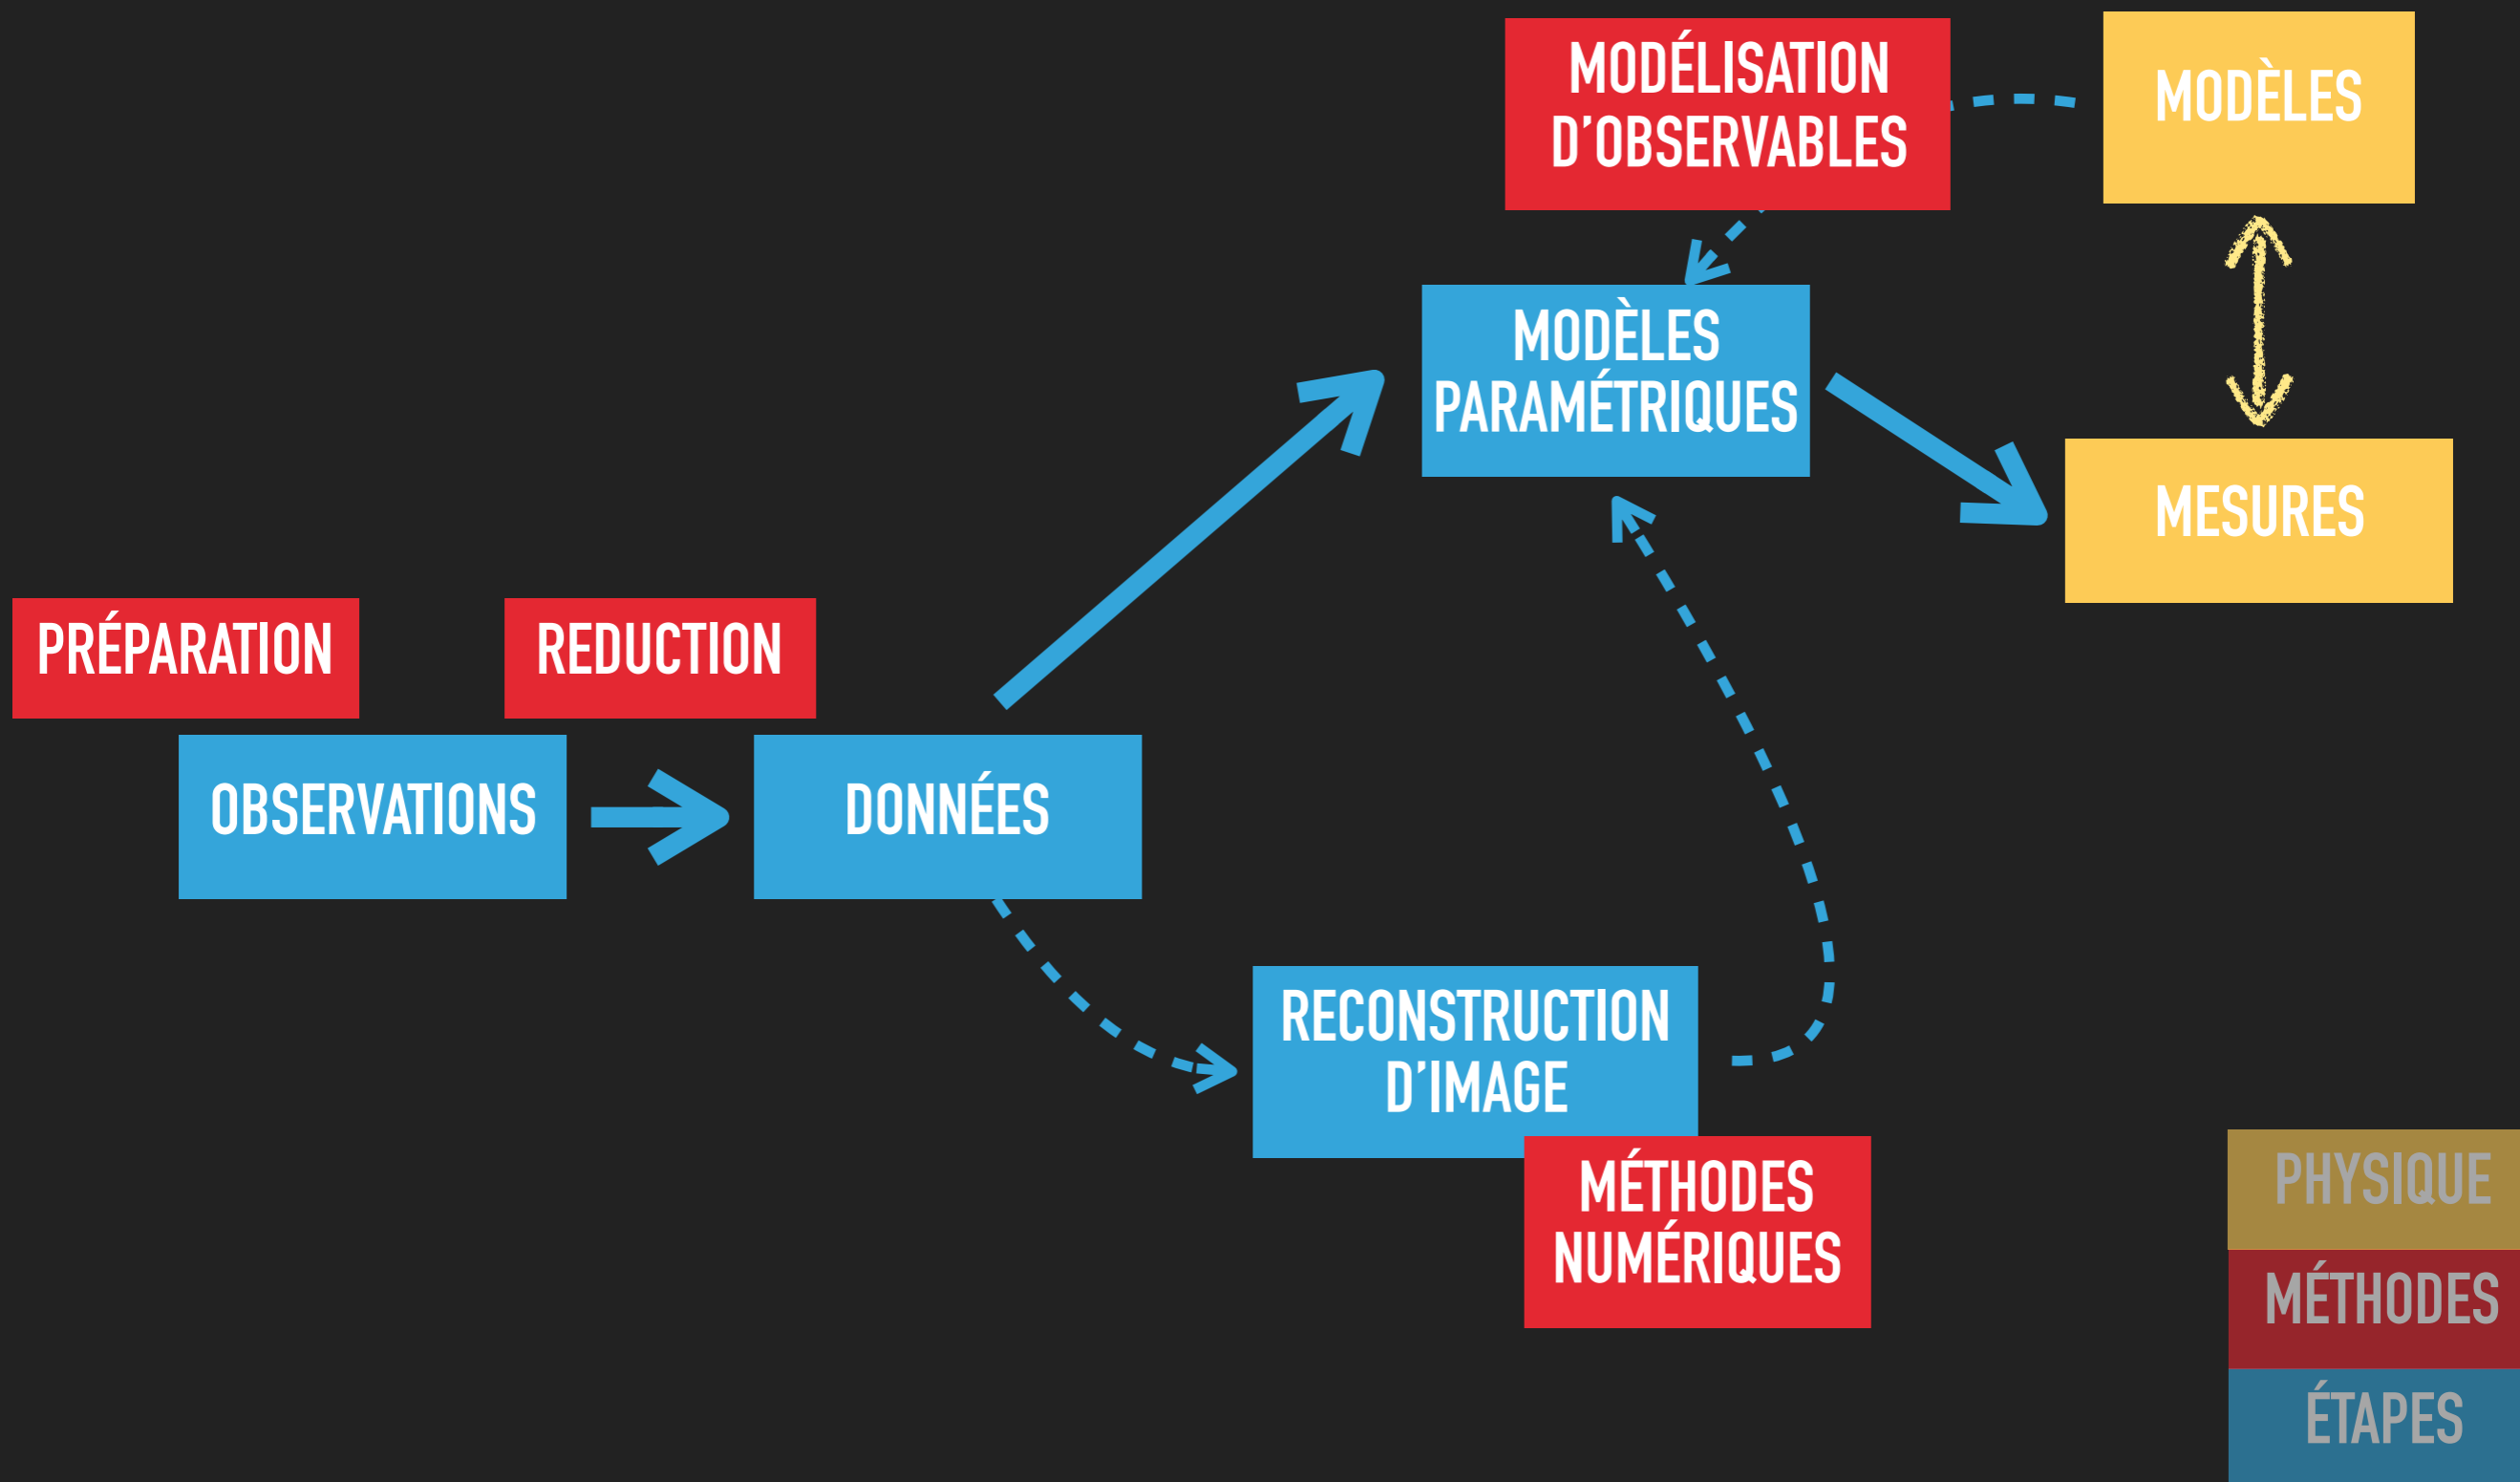 MODÉLISATION
D’OBSERVABLES
MODÈLES
MODÈLES
PARAMÉTRIQUES
MESURES
PRÉPARATION
REDUCTION
OBSERVATIONS
DONNÉES
RECONSTRUCTION
D’IMAGE
MÉTHODES
NUMÉRIQUES
PHYSIQUE
MÉTHODES
ÉTAPES